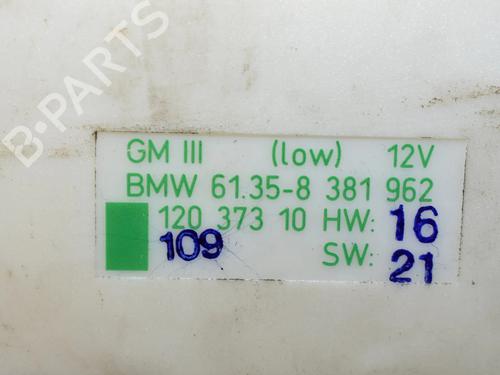 B-PARTS
GM III (low) 12V
BMW 61.35-8 381 962
120 373 10 HW: 16
109 SW: 21